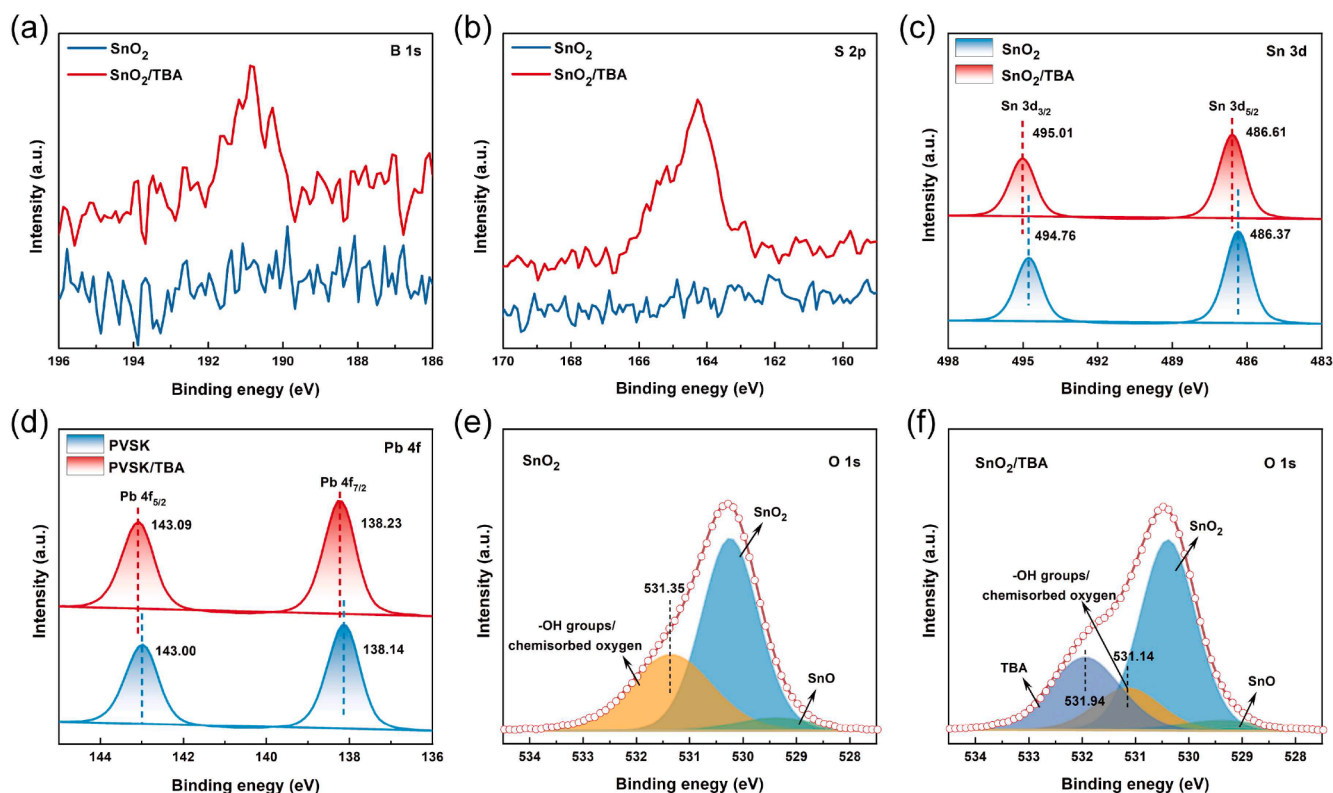 (a)
SnO2
SnO2/TBA
B 1s
Intensity (a.u.)
196 194 192 190 188 186
Binding enegy (eV)
(b)
SnO2
SnO2/TBA
S 2p
Intensity (a.u.)
170 168 166 164 162 160
Binding enegy (eV)
(c)
SnO2
SnO2/TBA
Sn 3d
Sn 3d3/2
Sn 3d5/2
495.01
486.61
494.76
486.37
Intensity (a.u.)
498 495 492 489 486 483
Binding enegy (eV)
(d)
PVSK
PVSK/TBA
Pb 4f
Pb 4f5/2
Pb 4f7/2
143.09
138.23
143.00
138.14
Intensity (a.u.)
144 142 140 138 136
Binding enegy (eV)
(e)
SnO2
O 1s
SnO2
531.35
-OH groups/
chemisorbed oxygen
SnO
Intensity (a.u.)
534 533 532 531 530 529 528
Binding enegy (eV)
(f)
SnO2/TBA
O 1s
SnO2
-OH groups/
chemisorbed oxygen
531.14
TBA
531.94
SnO
Intensity (a.u.)
534 533 532 531 530 529 528
Binding enegy (eV)